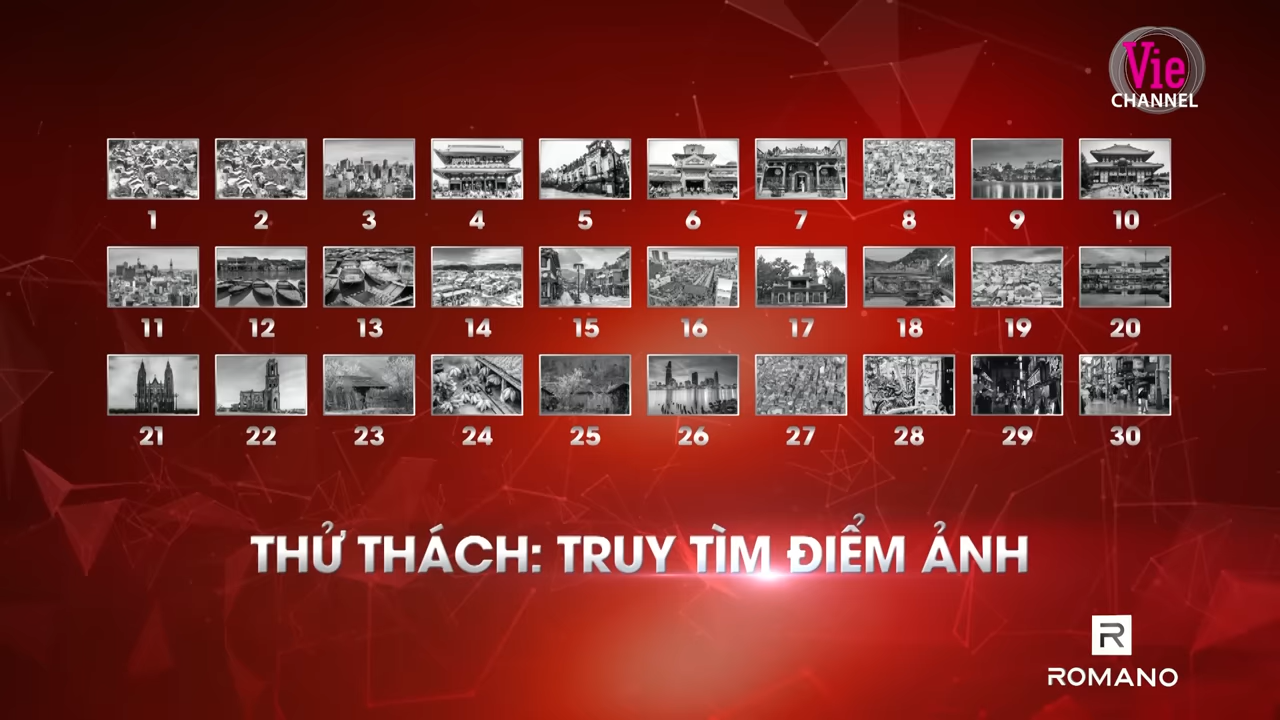 Vie
CHANNEL
1 2 3 4 5 6 7 8 9 10
11 12 13 14 15 16 17 18 19 20
21 22 23 24 25 26 27 28 29 30
THỬ THÁCH: TRUY TÌM ĐIỂM ẢNH
R
ROMANO